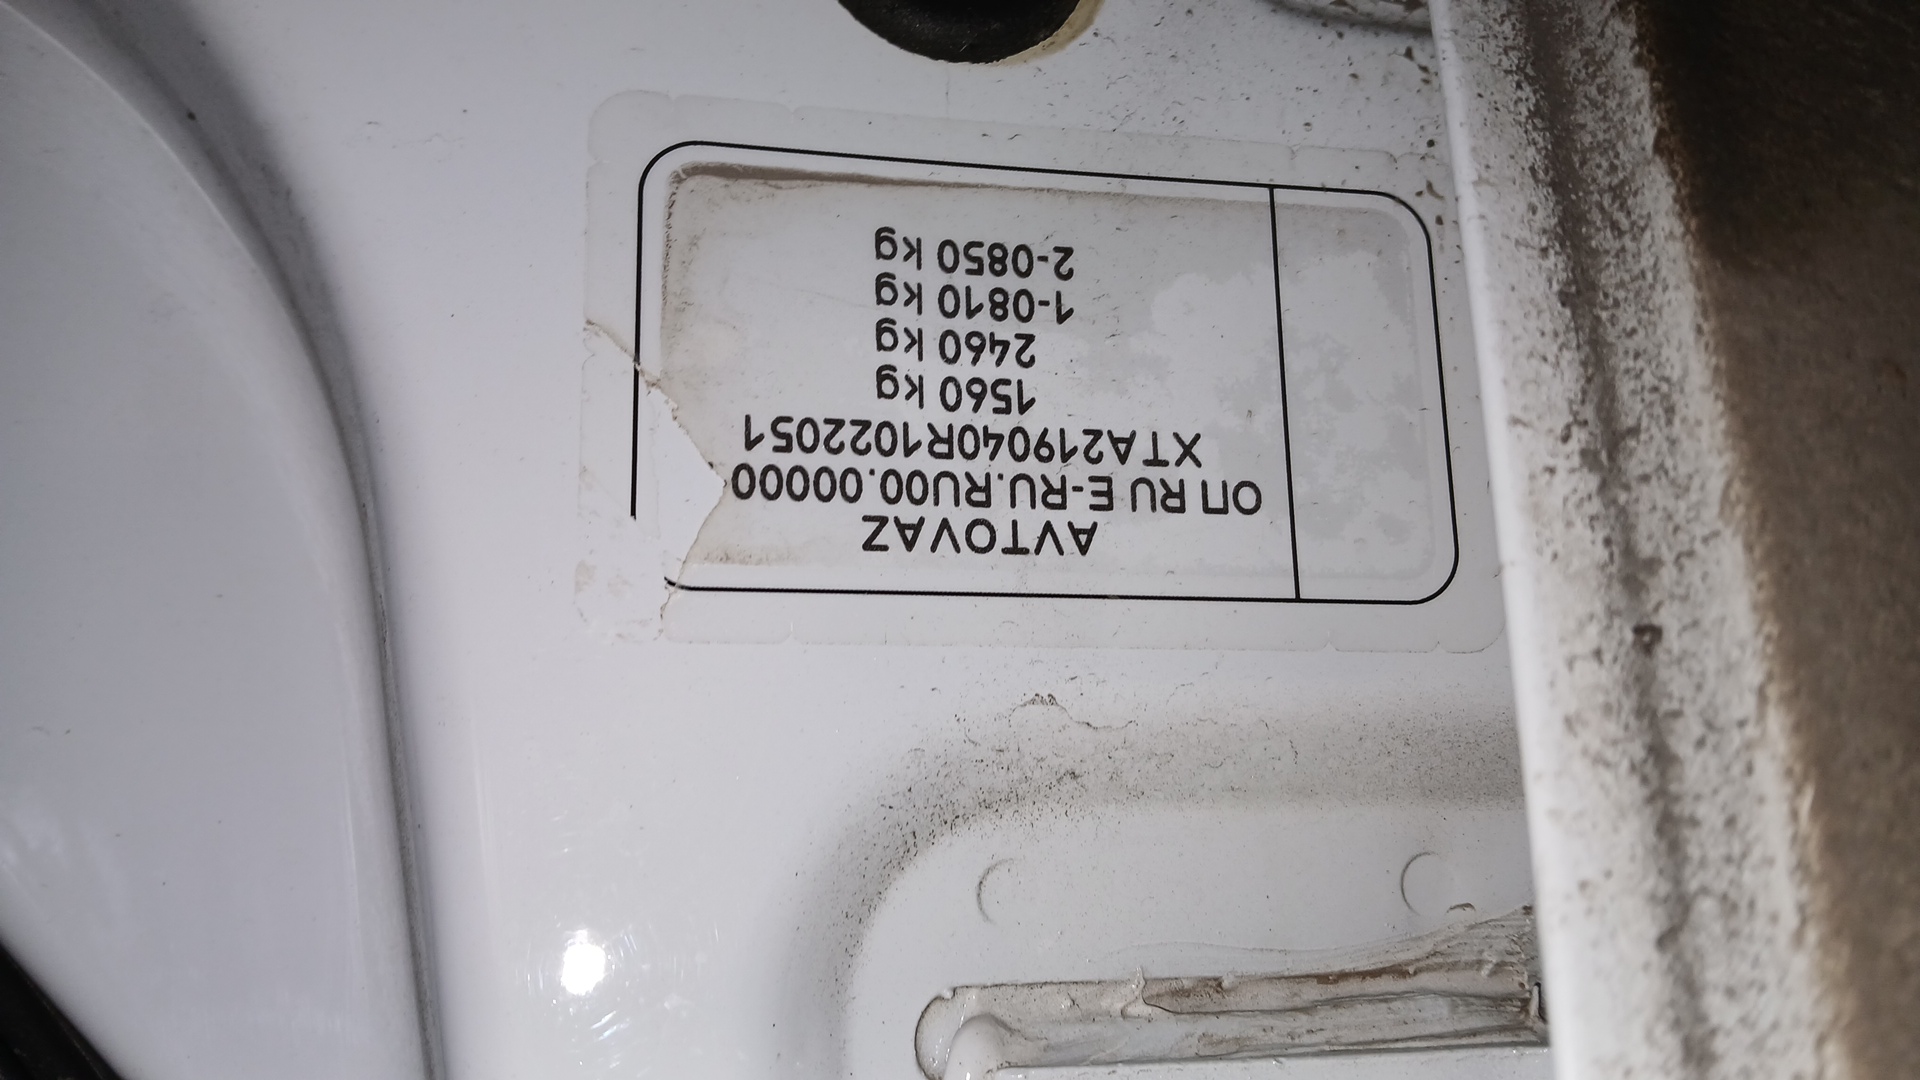 AVTOVAZ
ОП RU E-RU.RU00.00000
XTA219040R1022051
1560 kg
2460 kg
1-0810 kg
2-0850 kg